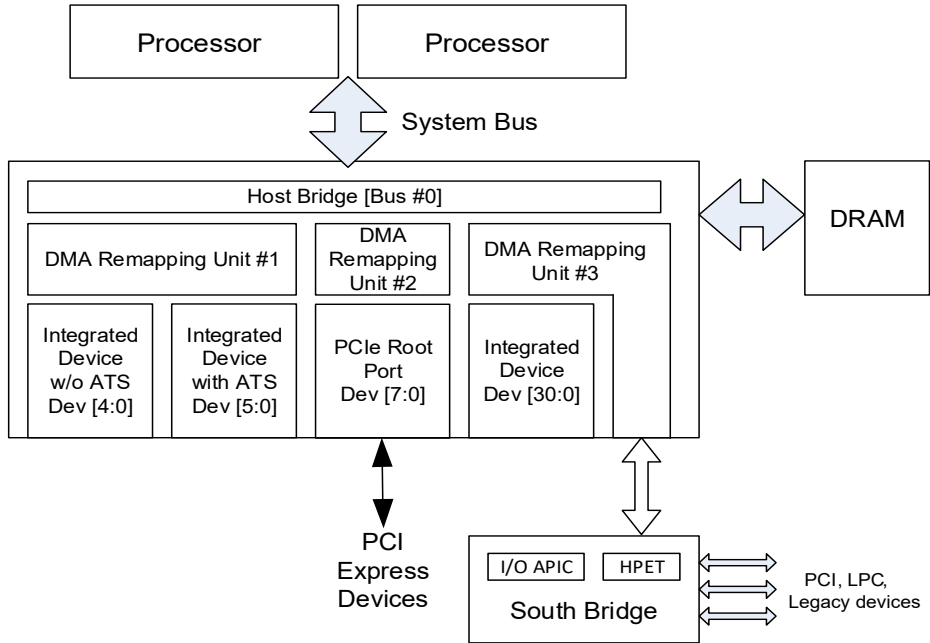 Processor
Processor
System Bus
Host Bridge [Bus #0]
DMA Remapping Unit #1
DMA
Remapping
Unit #2
DMA Remapping
Unit #3
DRAM
Integrated
Device
w/o ATS
Dev [4:0]
Integrated
Device
with ATS
Dev [5:0]
PCIe Root
Port
Dev [7:0]
Integrated
Device
Dev [30:0]
PCI
Express
Devices
I/O APIC
HPET
South Bridge
PCI, LPC,
Legacy devices